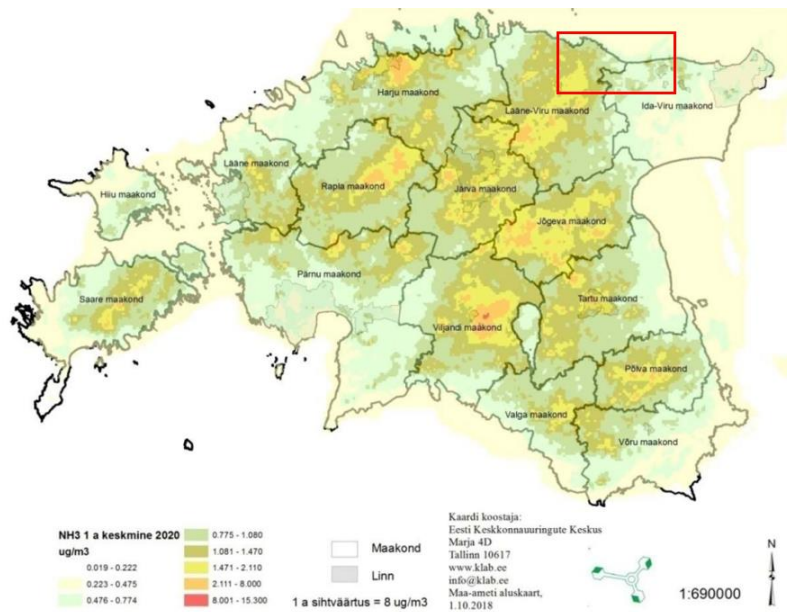 Harju maakond
Lääne-Viru maakond
Ida-Viru maakond
Lääne maakond
Hiiu maakond
Rapla maakond
Järva maakond
Jõgeva maakond
Pärnu maakond
Saare maakond
Tartu maakond
Viljandi maakond
Põlva maakond
Valga maakond
Võru maakond
NH3 1 a keskmine 2020
ug/m3
0.019 - 0.222
0.223 - 0.475
0.476 - 0.774
0.775 - 1.080
1.081 - 1.470
1.471 - 2.110
2.111 - 8.000
8.001 - 15.300
Maakond
Linn
1 a sihtväärtus = 8 ug/m3
Kaardi koostaja:
Eesti Keskkonnauuringute Keskus
Marja 4D
Tallinn 10617
www.klab.ee
info@klab.ee
Maa-ameti aluskaart,
1.10.2018
N
S
1:690000